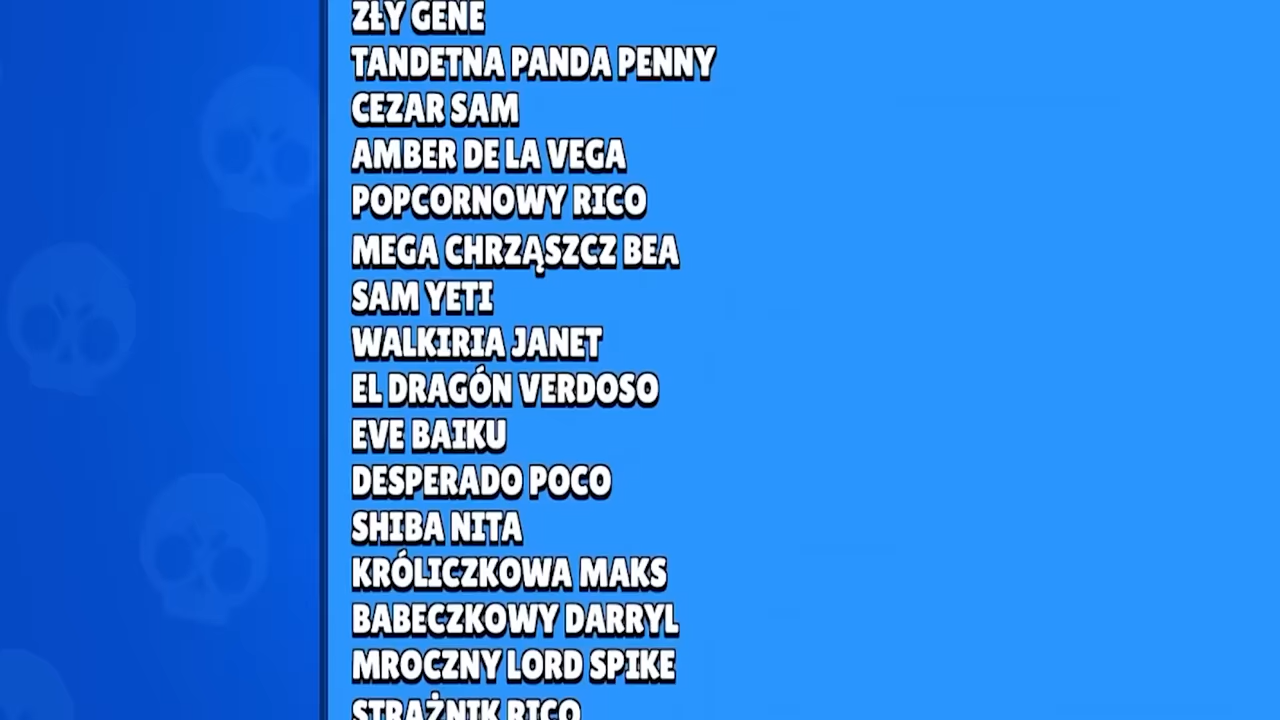 ZŁY GENE
TANDETNA PANDA PENNY
CEZAR SAM
AMBER DE LA VEGA
POPCORNOWY RICO
MEGA CHRZĄSZCZ BEA
SAM YETI
WALKIRIA JANET
EL DRAGÓN VERDOSO
EVE BAIKU
DESPERADO POCO
SHIBA NITA
KRÓLICZKOWA MAKS
BABECZKOWY DARRYL
MROCZNY LORD SPIKE
STRAŻNIK RICO